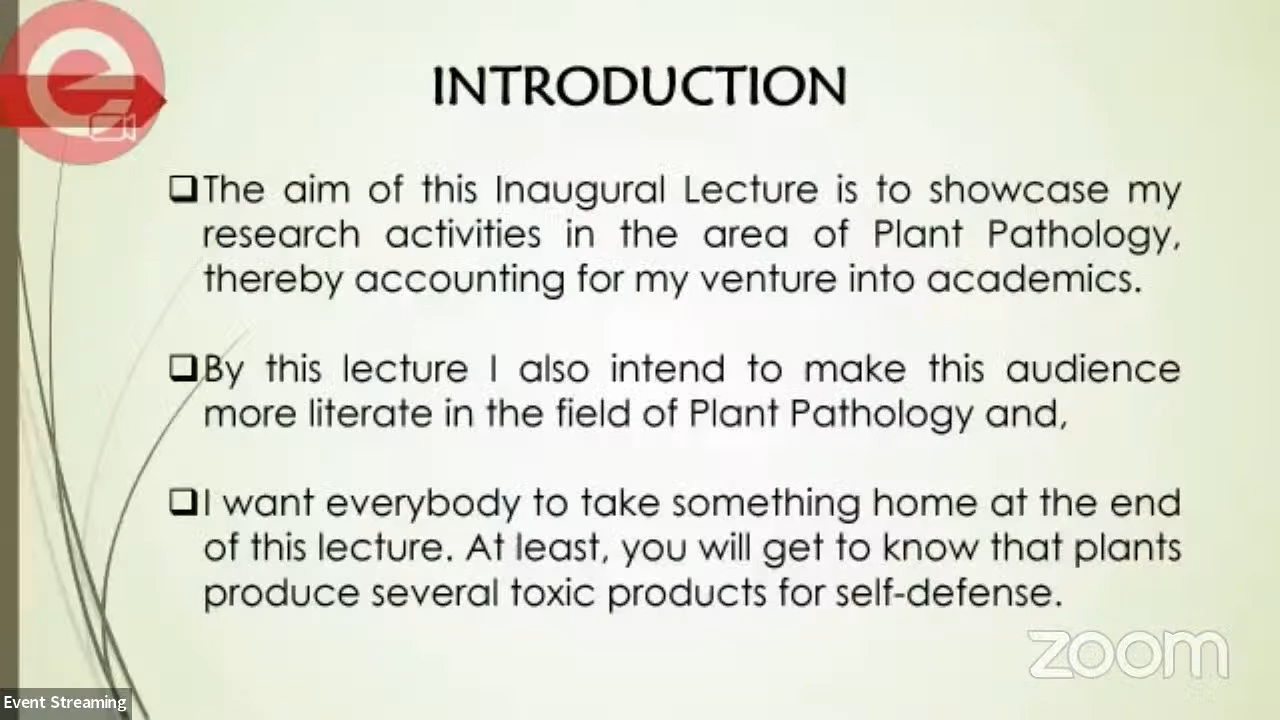 INTRODUCTION
❑The aim of this Inaugural Lecture is to showcase my
research activities in the area of Plant Pathology,
thereby accounting for my venture into academics.
❑By this lecture I also intend to make this audience
more literate in the field of Plant Pathology and,
❑I want everybody to take something home at the end
of this lecture. At least, you will get to know that plants
produce several toxic products for self-defense.
zoom
Event Streaming